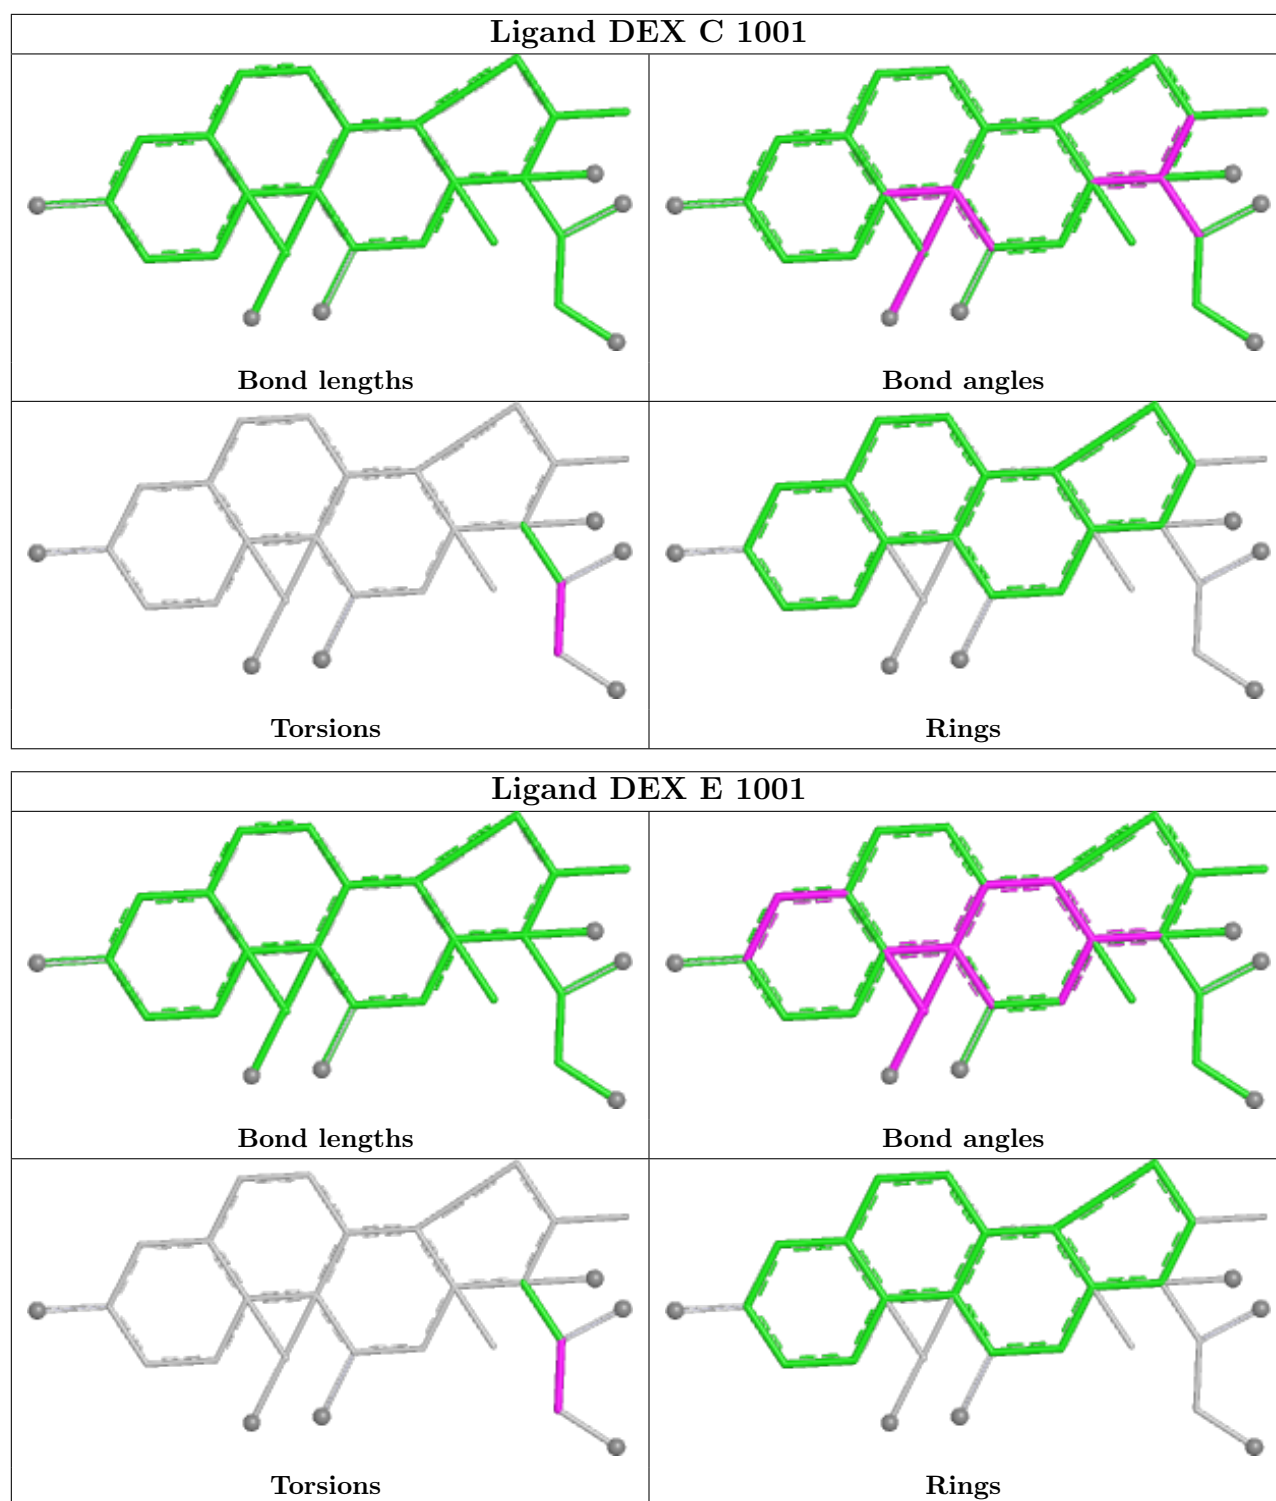 Ligand DEX C 1001
Bond lengths
Bond angles
Torsions
Rings
Ligand DEX E 1001
Bond lengths
Bond angles
Torsions
Rings